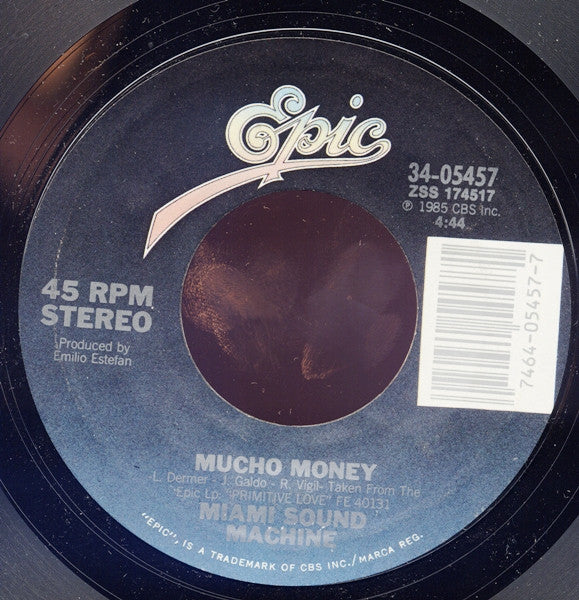 Epic
34-05457
ZSS 174517
℗ 1985 CBS Inc.
4:44
45 RPM
STEREO
Produced by
Emilio Estefan
7464-05457-7
MUCHO MONEY
L. Dermer - J. Galdo - R. Vigil- Taken From The
"Epic Lp: "PRIMITIVE LOVE" FE 40131
MIAMI SOUND
MACHINE
"EPIC", IS A TRADEMARK OF CBS INC./MARCA REG.